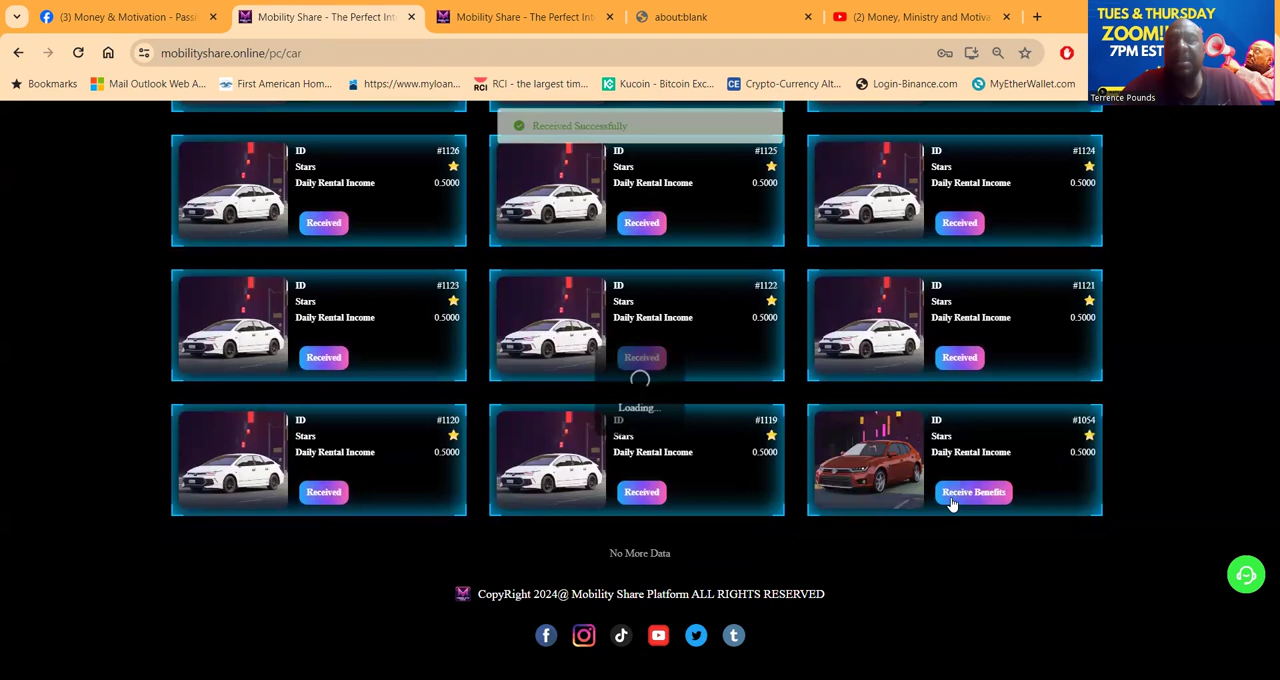 (3) Money & Motivation - Passi
Mobility Share - The Perfect Int
Mobility Share - The Perfect Int
about:blank
(2) Money, Ministry and Motiva
mobilityshare.online/pc/car
Bookmarks
Mail Outlook Web A...
First American Hom...
https://www.myloan...
RCI - the largest tim...
Kucoin - Bitcoin Exc...
Crypto-Currency Alt...
Login-Binance.com
MyEtherWallet.com
TUES & THURSDAY
ZOOM!!
7PM EST
Terrence Pounds
Received Successfully
ID #1126
Stars
Daily Rental Income 0.5000
Received
ID #1125
Stars
Daily Rental Income 0.5000
Received
ID #1124
Stars
Daily Rental Income 0.5000
Received
ID #1123
Stars
Daily Rental Income 0.5000
Received
ID #1122
Stars
Daily Rental Income 0.5000
Received
ID #1121
Stars
Daily Rental Income 0.5000
Received
Loading...
ID #1120
Stars
Daily Rental Income 0.5000
Received
ID #1119
Stars
Daily Rental Income 0.5000
Received
ID #1054
Stars
Daily Rental Income 0.5000
Receive Benefits
No More Data
CopyRight 2024@ Mobility Share Platform ALL RIGHTS RESERVED